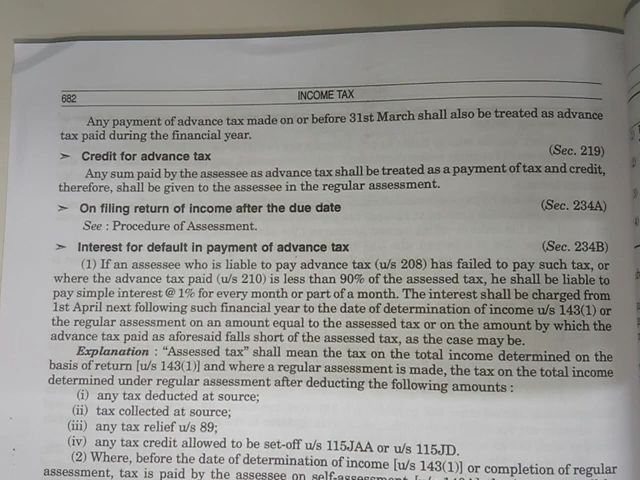 682
INCOME TAX
Any payment of advance tax made on or before 31st March shall also be treated as advance
tax paid during the financial year.
➤ Credit for advance tax (Sec. 219)
Any sum paid by the assessee as advance tax shall be treated as a payment of tax and credit,
therefore, shall be given to the assessee in the regular assessment.
➤ On filing return of income after the due date (Sec. 234A)
See : Procedure of Assessment.
➤ Interest for default in payment of advance tax (Sec. 234B)
(1) If an assessee who is liable to pay advance tax (u/s 208) has failed to pay such tax, or
where the advance tax paid (u/s 210) is less than 90% of the assessed tax, he shall be liable to
pay simple interest @ 1% for every month or part of a month. The interest shall be charged from
1st April next following such financial year to the date of determination of income u/s 143(1) or
the regular assessment on an amount equal to the assessed tax or on the amount by which the
advance tax paid as aforesaid falls short of the assessed tax, as the case may be.
Explanation : “Assessed tax” shall mean the tax on the total income determined on the
basis of return [u/s 143(1)] and where a regular assessment is made, the tax on the total income
determined under regular assessment after deducting the following amounts :
(i) any tax deducted at source;
(ii) tax collected at source;
(iii) any tax relief u/s 89;
(iv) any tax credit allowed to be set-off u/s 115JAA or u/s 115JD.
(2) Where, before the date of determination of income [u/s 143(1)] or completion of regular
assessment, tax is paid by the assessee on self-assessment